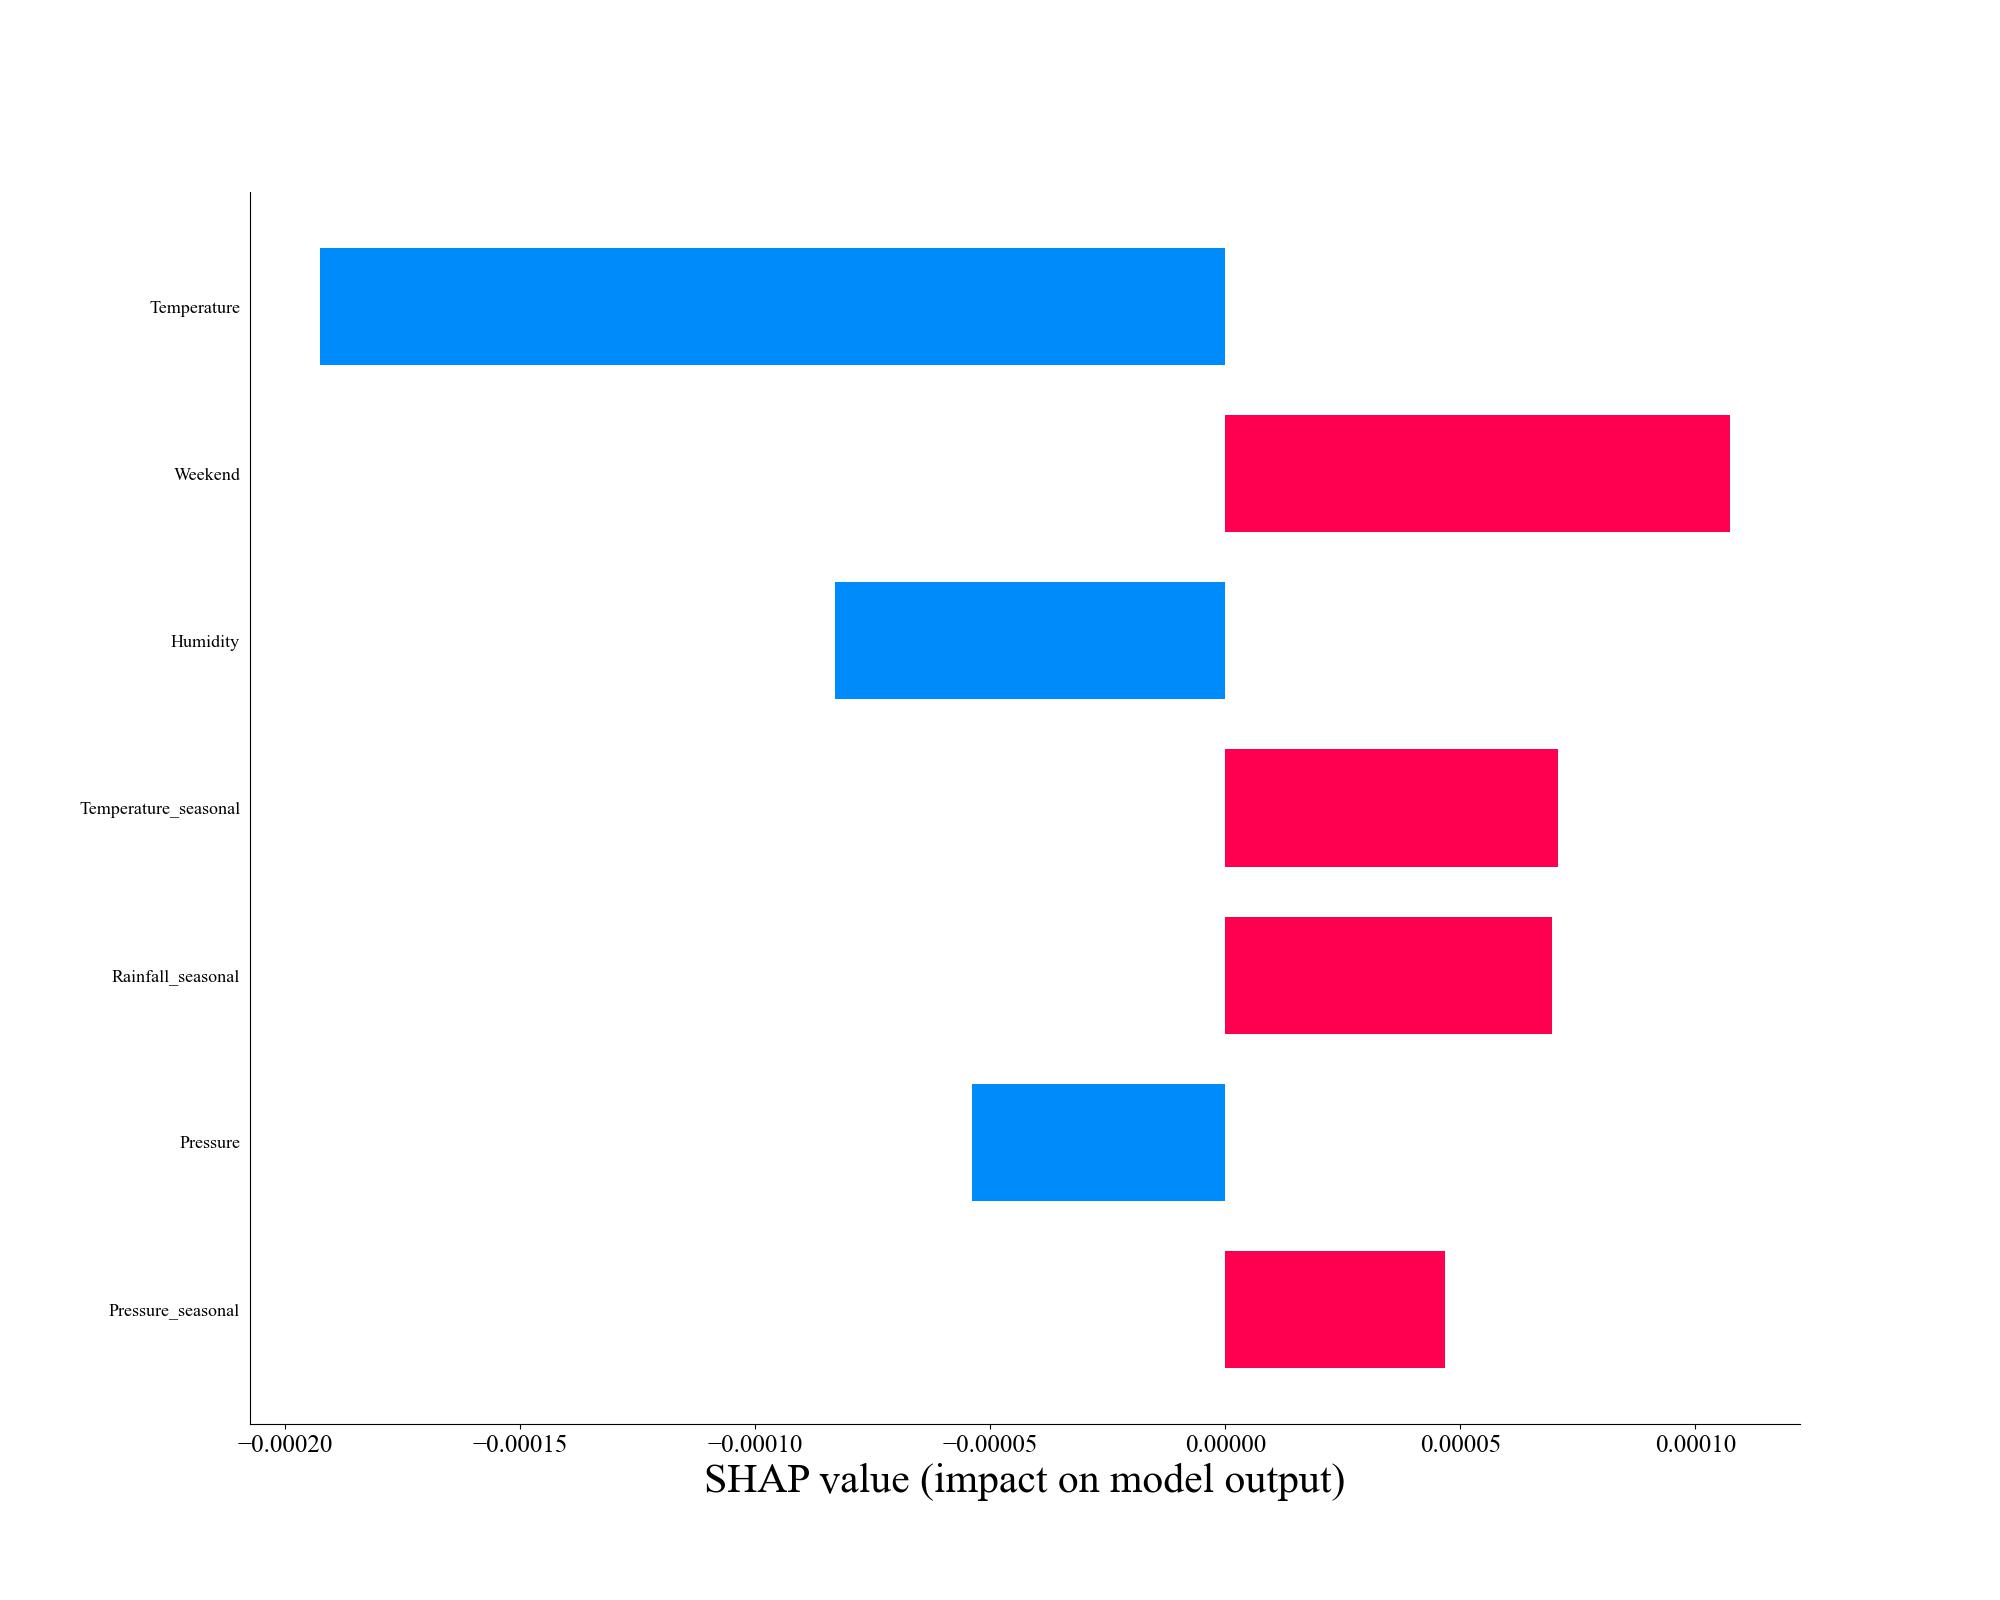 Temperature
Weekend
Humidity
Temperature_seasonal
Rainfall_seasonal
Pressure
Pressure_seasonal
−0.00020 −0.00015 −0.00010 −0.00005 0.00000 0.00005 0.00010
SHAP value (impact on model output)